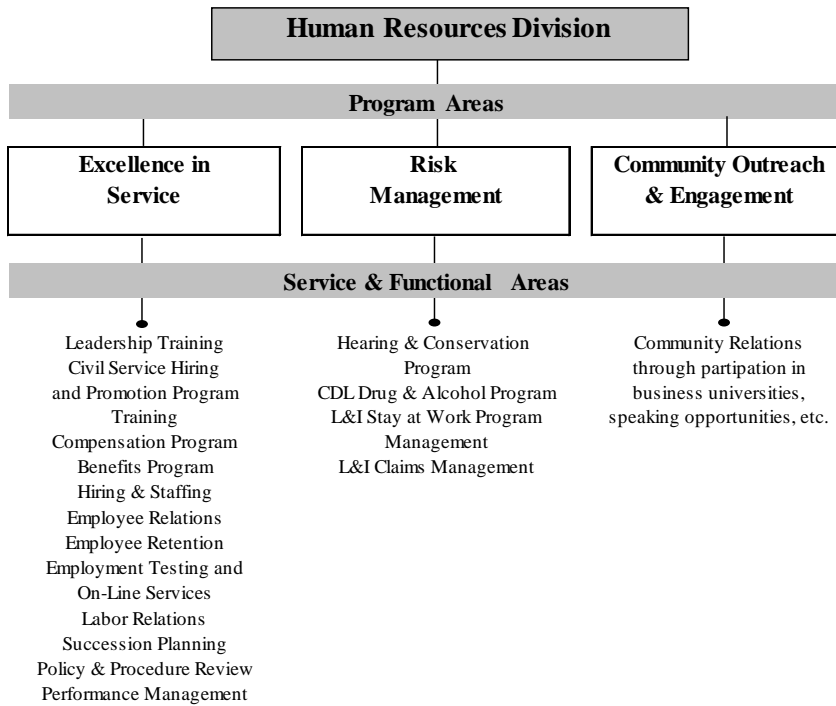 Human Resources Division
Program Areas
Excellence in
Service
Risk
Management
Community Outreach
& Engagement
Service & Functional Areas
Leadership Training
Civil Service Hiring
and Promotion Program
Training
Compensation Program
Benefits Program
Hiring & Staffing
Employee Relations
Employee Retention
Employment Testing and
On-Line Services
Labor Relations
Succession Planning
Policy & Procedure Review
Performance Management
Hearing & Conservation
Program
CDL Drug & Alcohol Program
L&I Stay at Work Program
Management
L&I Claims Management
Community Relations
through partipation in
business universities,
speaking opportunities, etc.